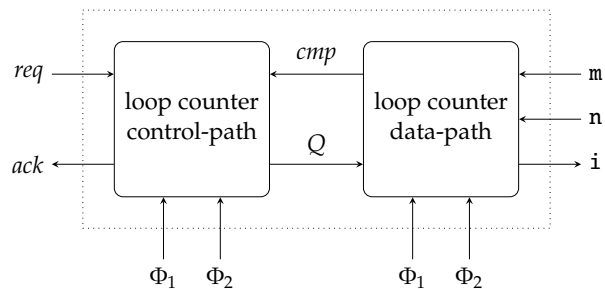 req
ack
loop counter
control-path
cmp
Q
loop counter
data-path
m
n
i
Φ₁
Φ₂
Φ₁
Φ₂